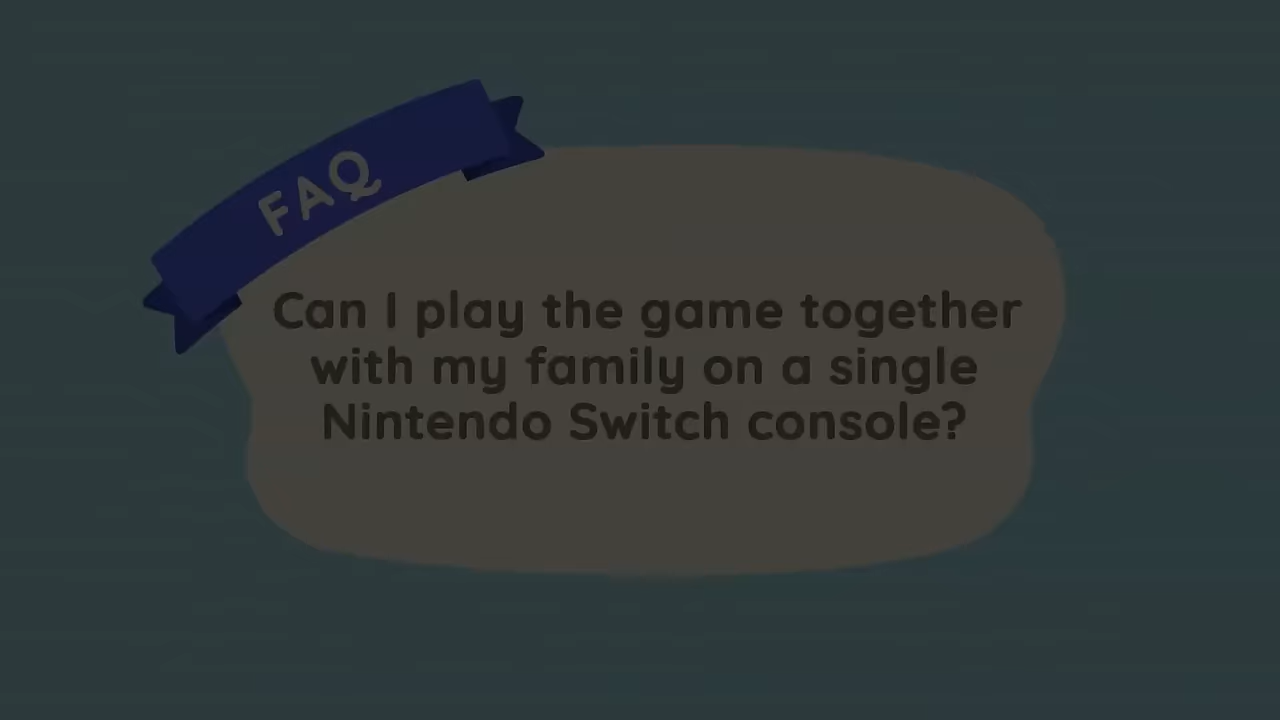 FAQ
Can I play the game together
with my family on a single
Nintendo Switch console?